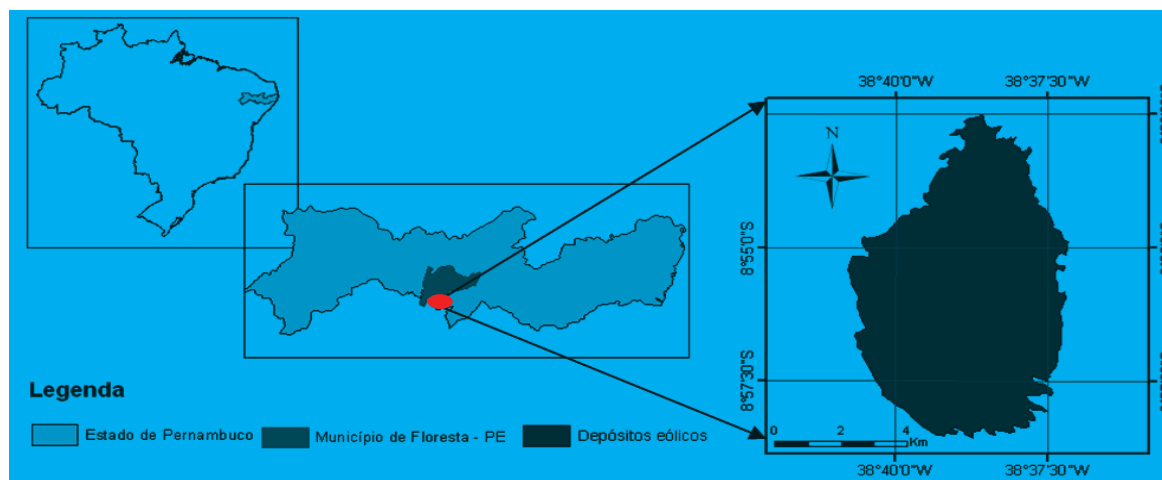 38°40'0"W
38°37'30"W
N
8°55'0"S
8°57'30"S
0 2 4
Km
38°40'0"W
38°37'30"W
Legenda
Estado de Pernambuco
Município de Floresta - PE
Depósitos eólicos